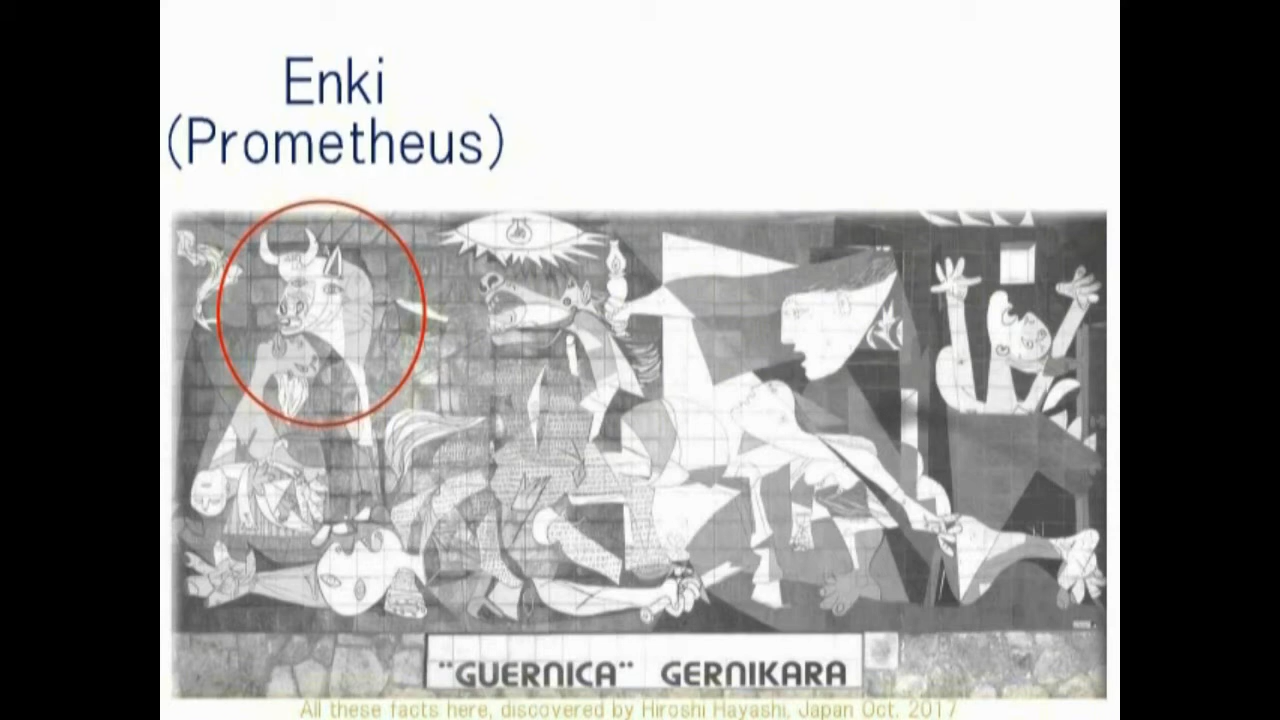 Enki
(Prometheus)
"GUERNICA" GERNIKARA
All these facts here, discovered by Hiroshi Hayashi, Japan Oct. 2017